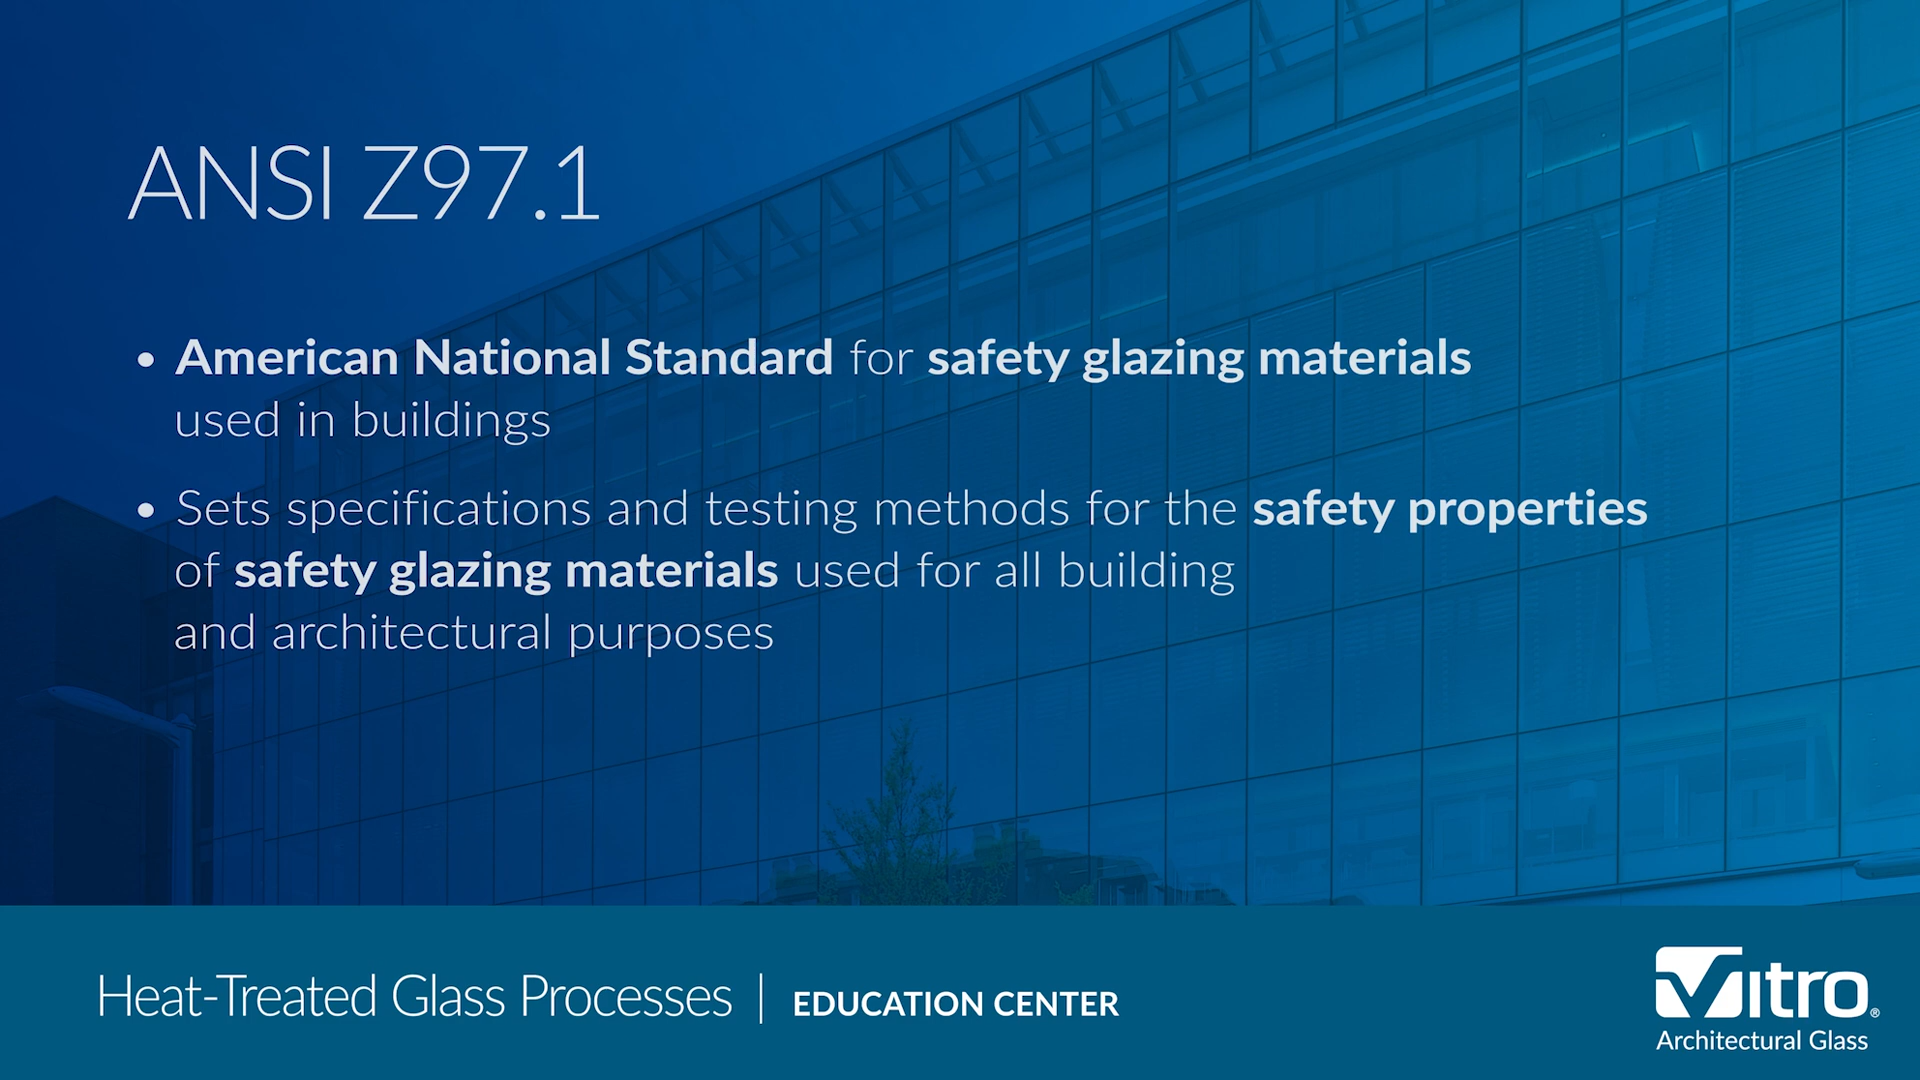 ANSI Z97.1
• American National Standard for safety glazing materials
used in buildings
• Sets specifications and testing methods for the safety properties
of safety glazing materials used for all building
and architectural purposes
Heat-Treated Glass Processes | EDUCATION CENTER
Vitro®
Architectural Glass